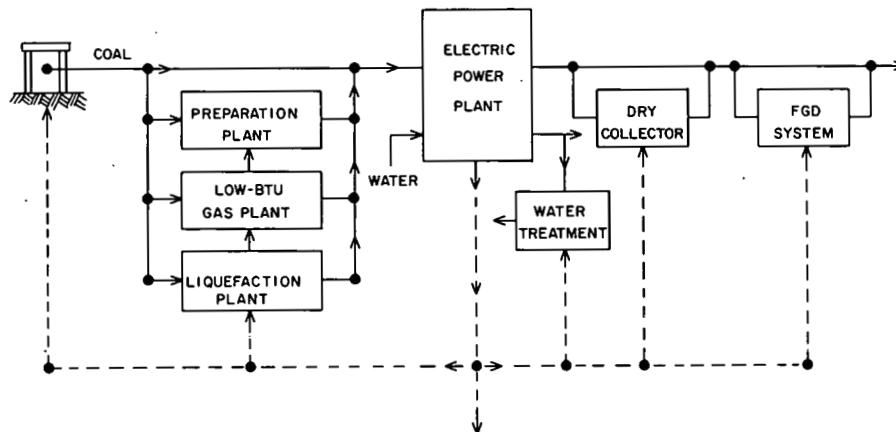 COAL
PREPARATION
PLANT
LOW-BTU
GAS PLANT
LIQUEFACTION
PLANT
ELECTRIC
POWER
PLANT
WATER
WATER
TREATMENT
DRY
COLLECTOR
FGD
SYSTEM